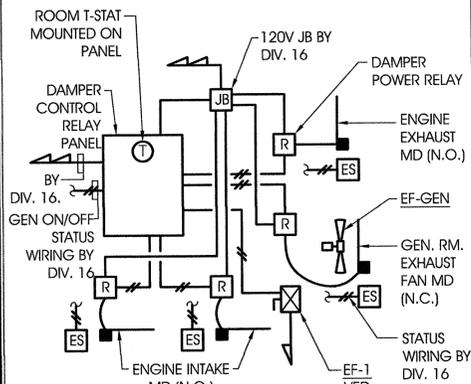 ROOM T-STAT
MOUNTED ON
PANEL
120V JB BY
DIV. 16
DAMPER
CONTROL
RELAY
PANEL
DAMPER
POWER RELAY
JB
T
R
ENGINE
EXHAUST
MD (N.O.)
ES
BY
DIV. 16.
GEN ON/OFF
STATUS
WIRING BY
DIV. 16
EF-GEN
R
GEN. RM.
EXHAUST
FAN MD
(N.C.)
R
R
ES
ES
ES
ENGINE INTAKE
MD (N.O.)
EF-1
STATUS
WIRING BY
DIV. 16